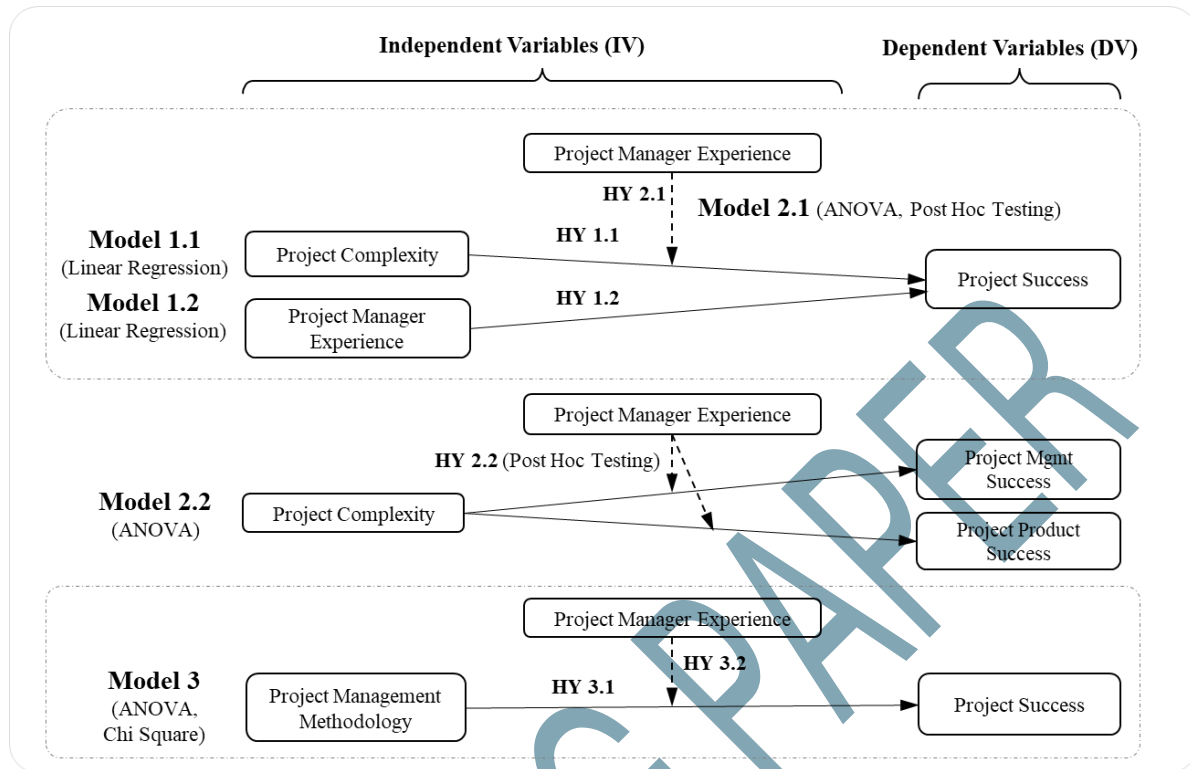 Independent Variables (IV)
Dependent Variables (DV)
Project Manager Experience
HY 2.1
Model 2.1 (ANOVA, Post Hoc Testing)
Model 1.1
(Linear Regression)
Project Complexity
HY 1.1
Project Success
Model 1.2
(Linear Regression)
Project Manager
Experience
HY 1.2
Project Manager Experience
HY 2.2 (Post Hoc Testing)
Project Mgmt
Success
Model 2.2
(ANOVA)
Project Complexity
Project Product
Success
Project Manager Experience
HY 3.2
Model 3
(ANOVA,
Chi Square)
Project Management
Methodology
HY 3.1
Project Success
PAPER